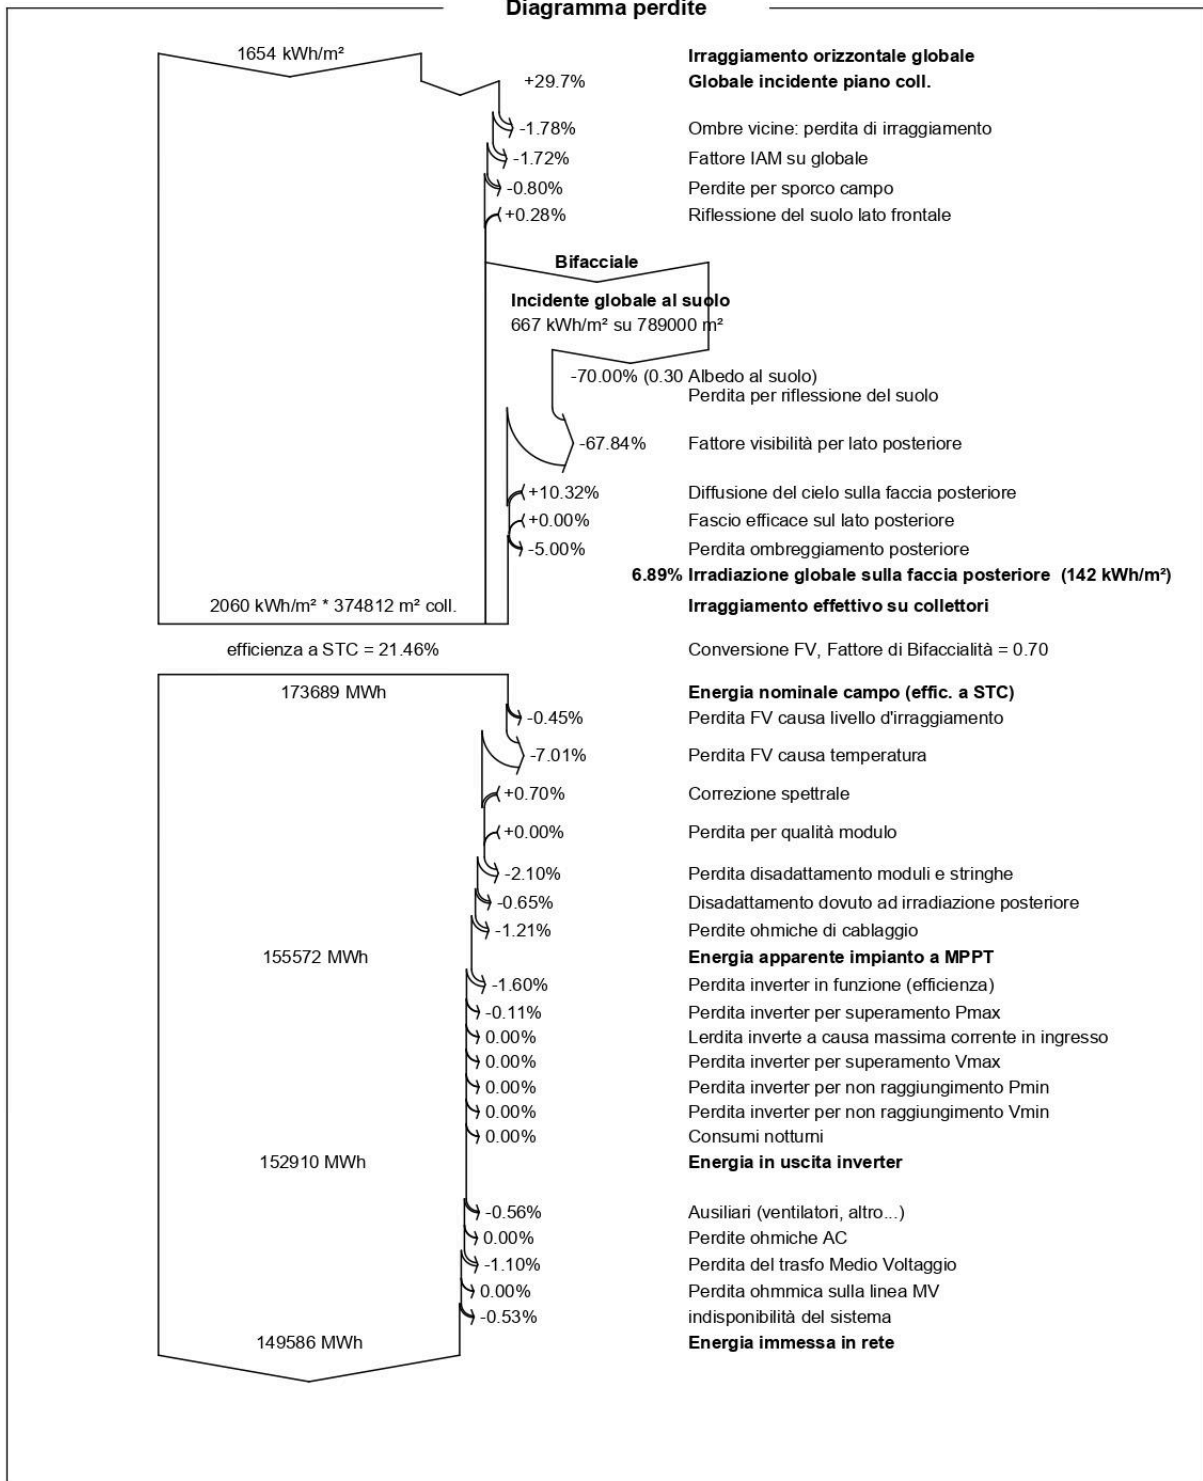 Diagramma perdite
1654 kWh/m² Irraggiamento orizzontale globale
+29.7% Globale incidente piano coll.
-1.78% Ombre vicine: perdita di irraggiamento
-1.72% Fattore IAM su globale
-0.80% Perdite per sporco campo
+0.28% Riflessione del suolo lato frontale
Bifacciale
Incidente globale al suolo
667 kWh/m² su 789000 m²
-70.00% (0.30 Albedo al suolo)
Perdita per riflessione del suolo
-67.84% Fattore visibilità per lato posteriore
+10.32% Diffusione del cielo sulla faccia posteriore
+0.00% Fascio efficace sul lato posteriore
-5.00% Perdita ombreggiamento posteriore
6.89% Irradiazione globale sulla faccia posteriore (142 kWh/m²)
2060 kWh/m² * 374812 m² coll. Irraggiamento effettivo su collettori
efficienza a STC = 21.46% Conversione FV, Fattore di Bifaccialità = 0.70
173689 MWh Energia nominale campo (effic. a STC)
-0.45% Perdita FV causa livello d'irraggiamento
-7.01% Perdita FV causa temperatura
+0.70% Correzione spettrale
+0.00% Perdita per qualità modulo
-2.10% Perdita disadattamento moduli e stringhe
-0.65% Disadattamento dovuto ad irradiazione posteriore
-1.21% Perdite ohmiche di cablaggio
155572 MWh Energia apparente impianto a MPPT
-1.60% Perdita inverter in funzione (efficienza)
-0.11% Perdita inverter per superamento Pmax
0.00% Lerdita inverte a causa massima corrente in ingresso
0.00% Perdita inverter per superamento Vmax
0.00% Perdita inverter per non raggiungimento Pmin
0.00% Perdita inverter per non raggiungimento Vmin
0.00% Consumi notturni
152910 MWh Energia in uscita inverter
-0.56% Ausiliari (ventilatori, altro...)
0.00% Perdite ohmiche AC
-1.10% Perdita del trasfo Medio Voltaggio
0.00% Perdita ohmmica sulla linea MV
-0.53% indisponibilità del sistema
149586 MWh Energia immessa in rete